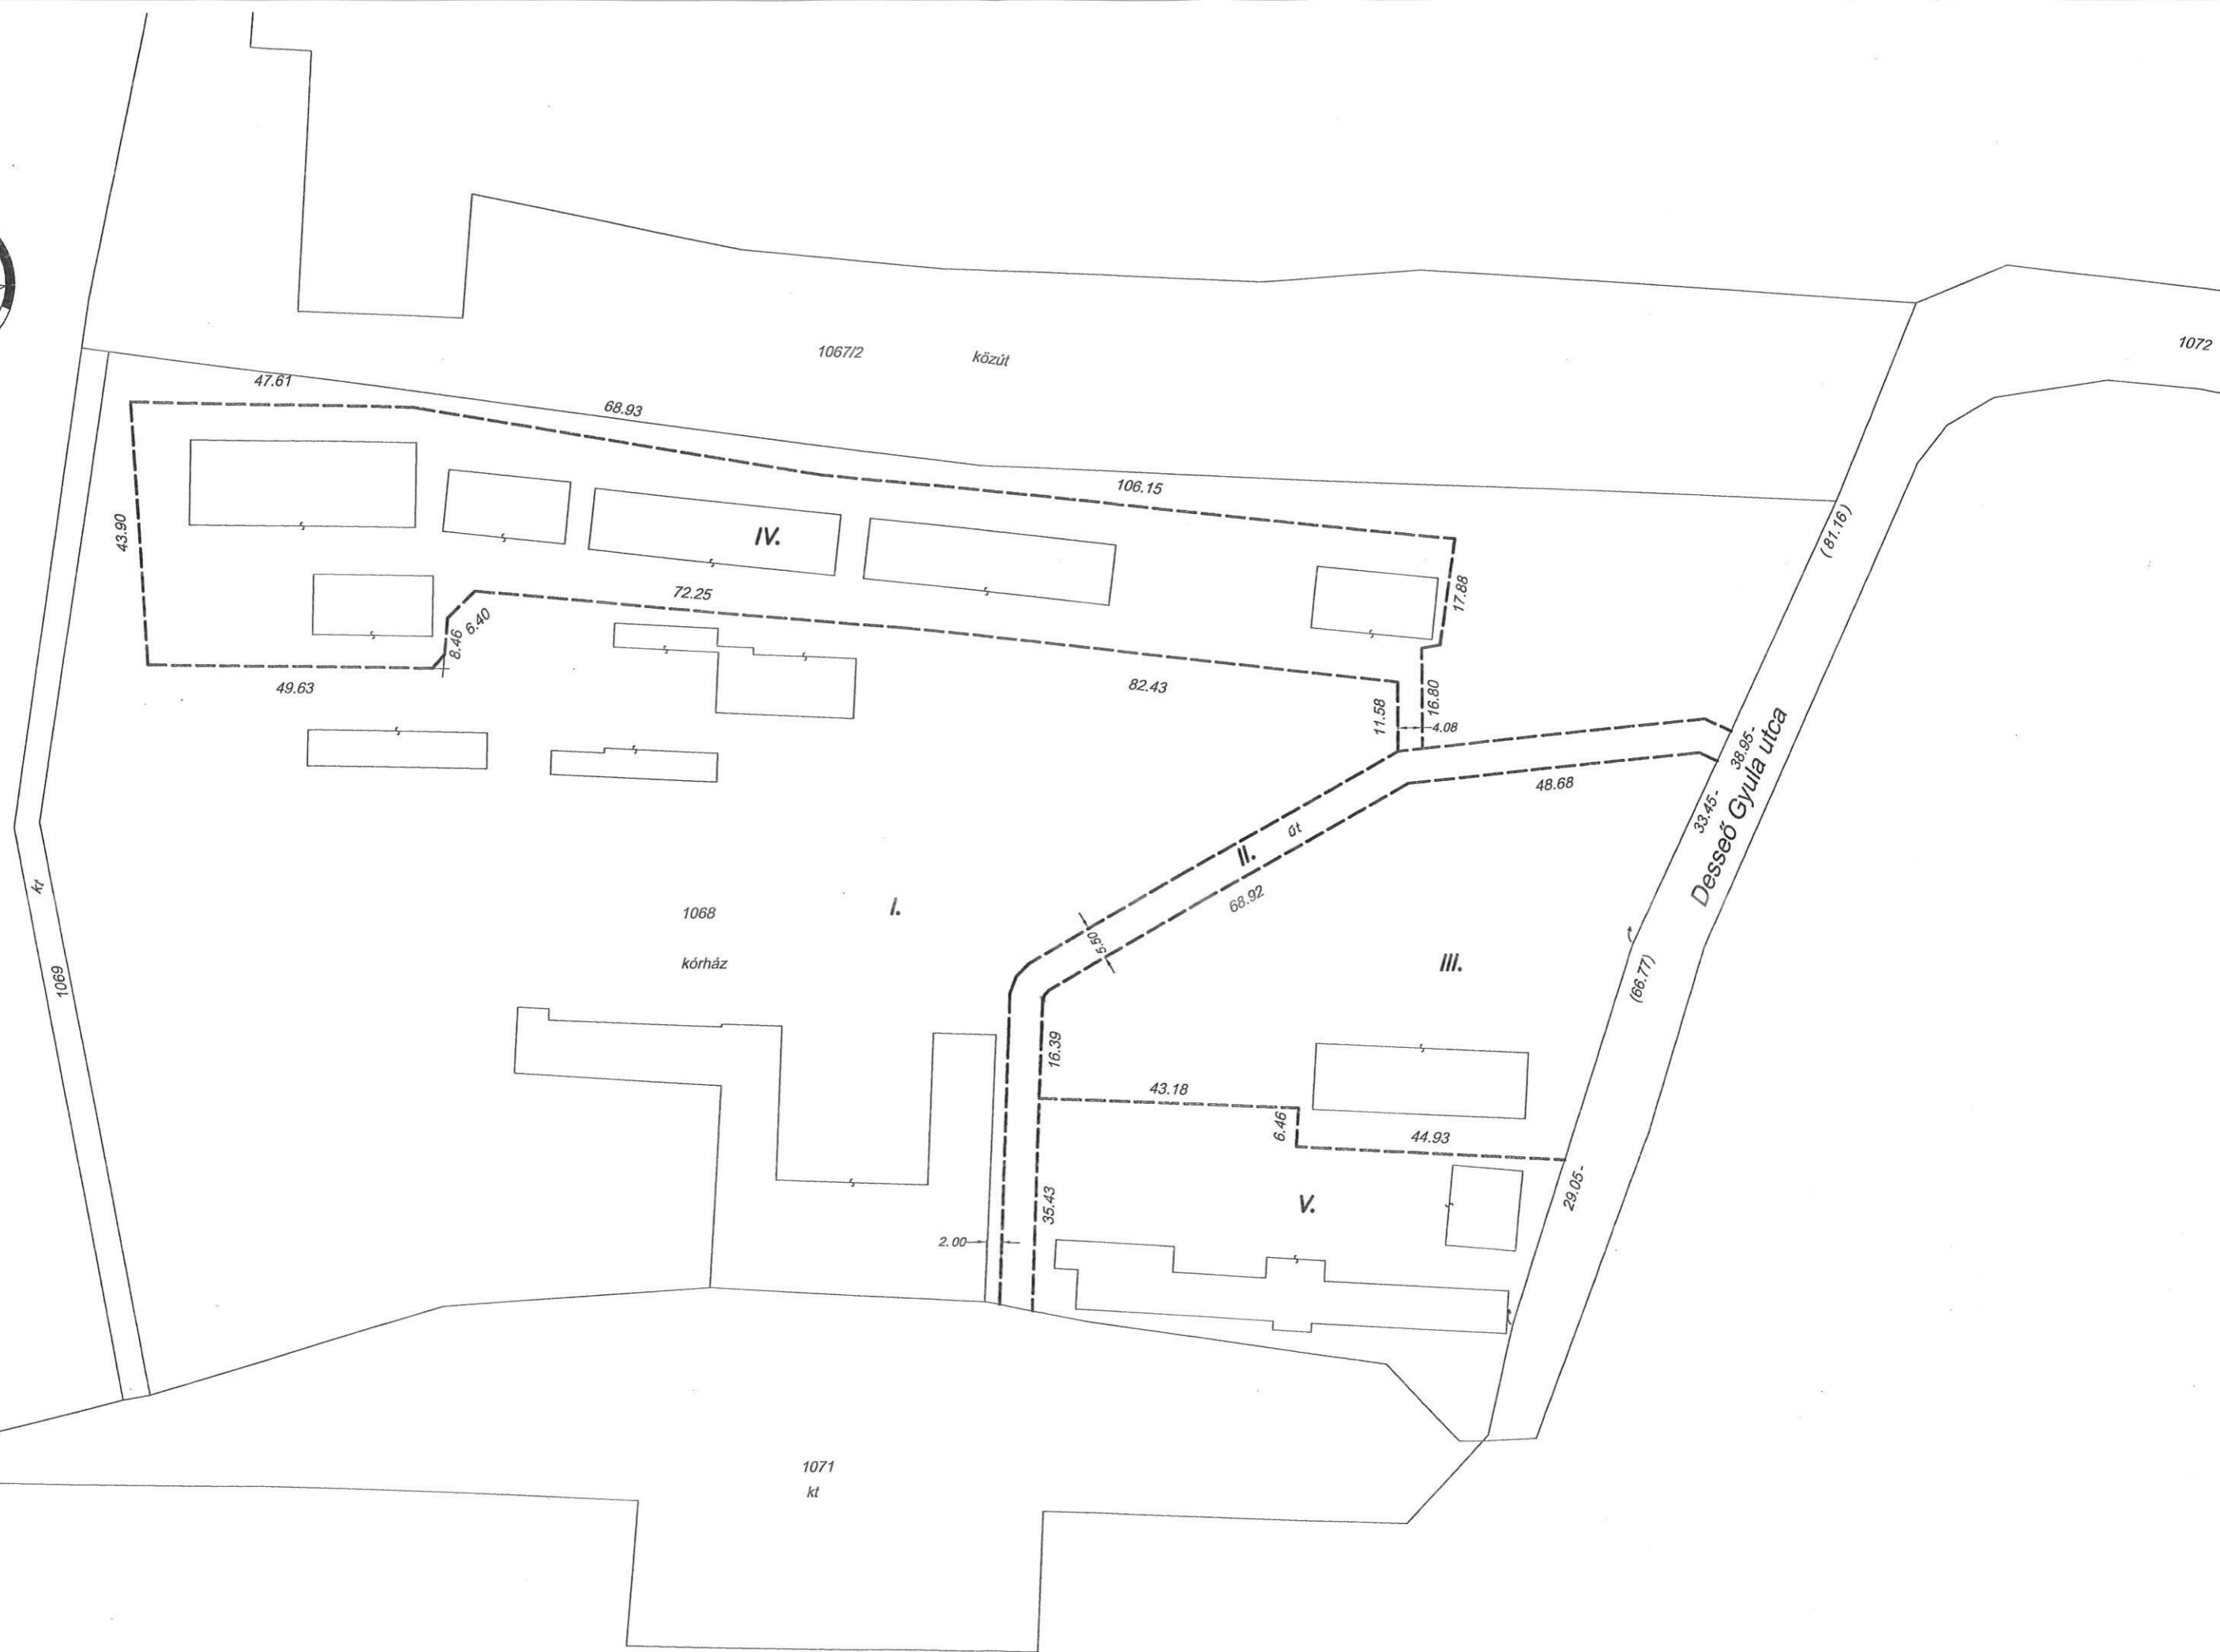 1067/2
közút
1072
47.61
68.93
106.15
(81.16)
43.90
IV.
17.88
72.25
6.40
8.46
49.63
82.43
11.58
16.80
4.08
38.95-
48.68
Desseő Gyula utca
33.45-
út
II.
68.92
kt
1068
I.
5.50
III.
kórház
1069
(66.77)
16.39
43.18
6.46
44.93
29.05-
35.43
V.
2.00
1071
kt